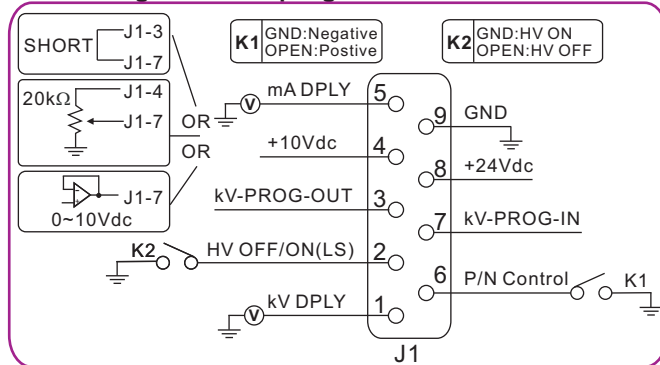 SHORT
J1-3
J1-7
20kΩ
J1-4
J1-7
J1-7
0~10Vdc
OR
OR
K1
GND:Negative
OPEN:Postive
K2
GND:HV ON
OPEN:HV OFF
V
mA DPLY
5
9
GND
+10Vdc
4
8
+24Vdc
kV-PROG-OUT
3
7
kV-PROG-IN
K2
HV OFF/ON(LS)
2
6
P/N Control
K1
V
kV DPLY
1
J1